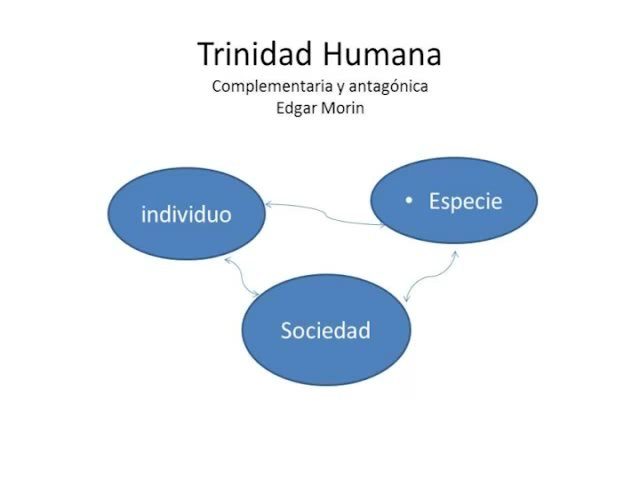 Trinidad Humana
Complementaria y antagónica
Edgar Morin
individuo
• Especie
Sociedad